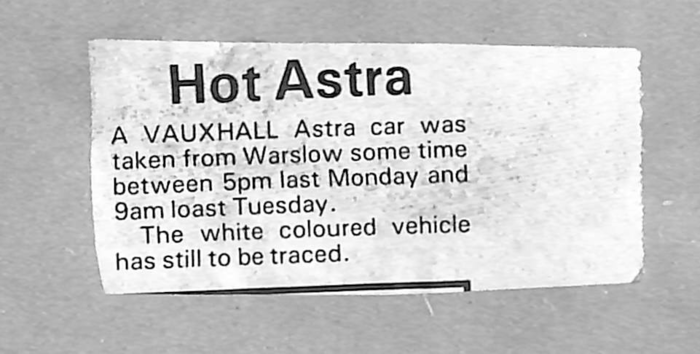 Hot Astra
A VAUXHALL Astra car was
taken from Warslow some time
between 5pm last Monday and
9am loast Tuesday.
The white coloured vehicle
has still to be traced.